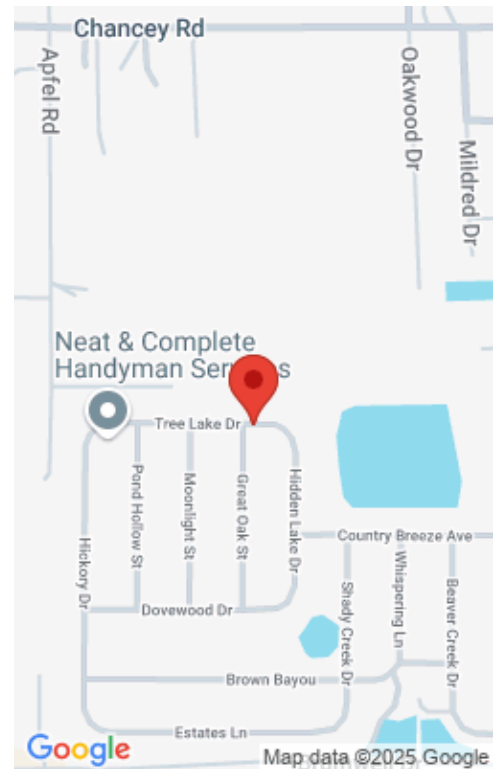 Chancey Rd
Apfel Rd
Oakwood Dr
Mildred Dr
Neat & Complete
Handyman Services
Tree Lake Dr
Pond Hollow St
Moonlight St
Great Oak St
Hidden Lake Dr
Hickory Dr
Country Breeze Ave
Whispering Ln
Shady Creek Dr
Beaver Creek Dr
Dovewood Dr
Brown Bayou
Estates Ln
Google
Map data ©2025 Google